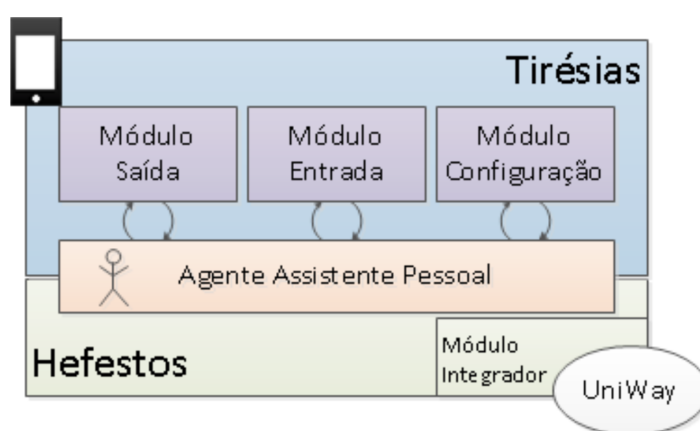 Tirésias
Módulo
Saída
Módulo
Entrada
Módulo
Configuração
Agente Assistente Pessoal
Hefestos
Módulo
Integrador
UniWay